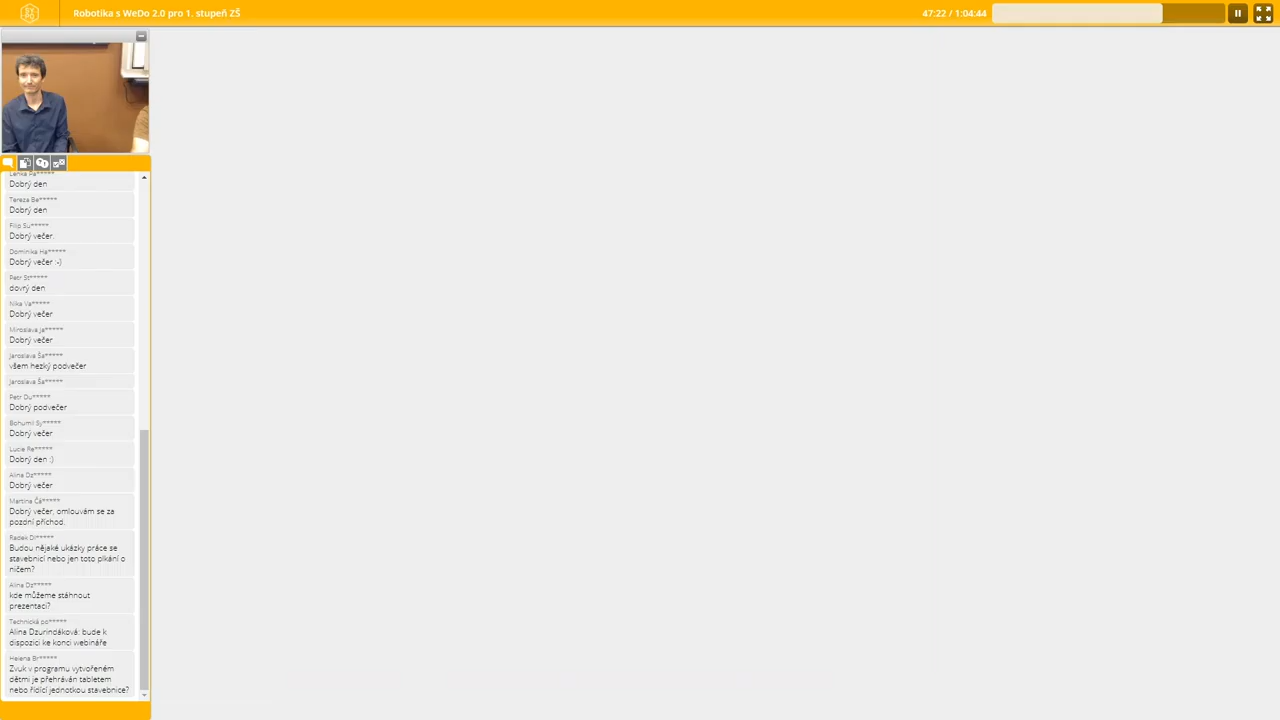 Robotika s WeDo 2.0 pro 1. stupeň ZŠ
47:22 / 1:04:44
Lenka Pa*****
Dobrý den
Tereza Be*****
Dobrý den
Filip Su*****
Dobrý večer.
Dominika Ha*****
Dobrý večer :-)
Petr St*****
dovrý den
Nika Va*****
Dobrý večer
Miroslava Ja*****
Dobrý večer
Jaroslava Ša*****
všem hezký podvečer
Jaroslava Ša*****
Petr Du*****
Dobrý podvečer
Bohumil Sy*****
Dobrý večer
Lucie Re*****
Dobrý den :)
Alina Dz*****
Dobrý večer
Martina Čá*****
Dobrý večer, omlouvám se za
pozdní příchod.
Radek Di*****
Budou nějaké ukázky práce se
stavebnicí nebo jen toto plkání o
ničem?
Alina Dz*****
kde můžeme stáhnout
prezentaci?
Technická po*****
Alina Dzurindáková: bude k
dispozici ke konci webináře
Helena Br*****
Zvuk v programu vytvořeném
dětmi je přehráván tabletem
nebo řídící jednotkou stavebnice?